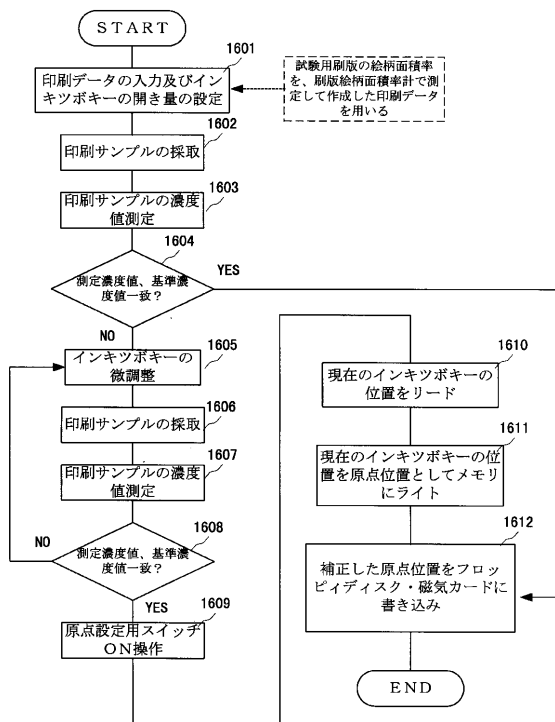 START
1601
印刷データの入力及びイン
キツボキーの開き量の設定
試験用刷版の絵柄面積率
を、刷版絵柄面積率計で測
定して作成した印刷データ
を用いる
1602
印刷サンプルの採取
1603
印刷サンプルの濃度
値測定
1604
測定濃度値、基準濃
度値一致？
YES
NO
1605
インキツボキーの
微調整
1606
印刷サンプルの採取
1607
印刷サンプルの濃度
値測定
1608
測定濃度値、基準濃
度値一致？
NO
YES
1609
原点設定用スイッチ
ON操作
1610
現在のインキツボキーの
位置をリード
1611
現在のインキツボキーの位
置を原点位置としてメモリ
にライト
1612
補正した原点位置をフロッ
ピィディスク・磁気カードに
書き込み
END